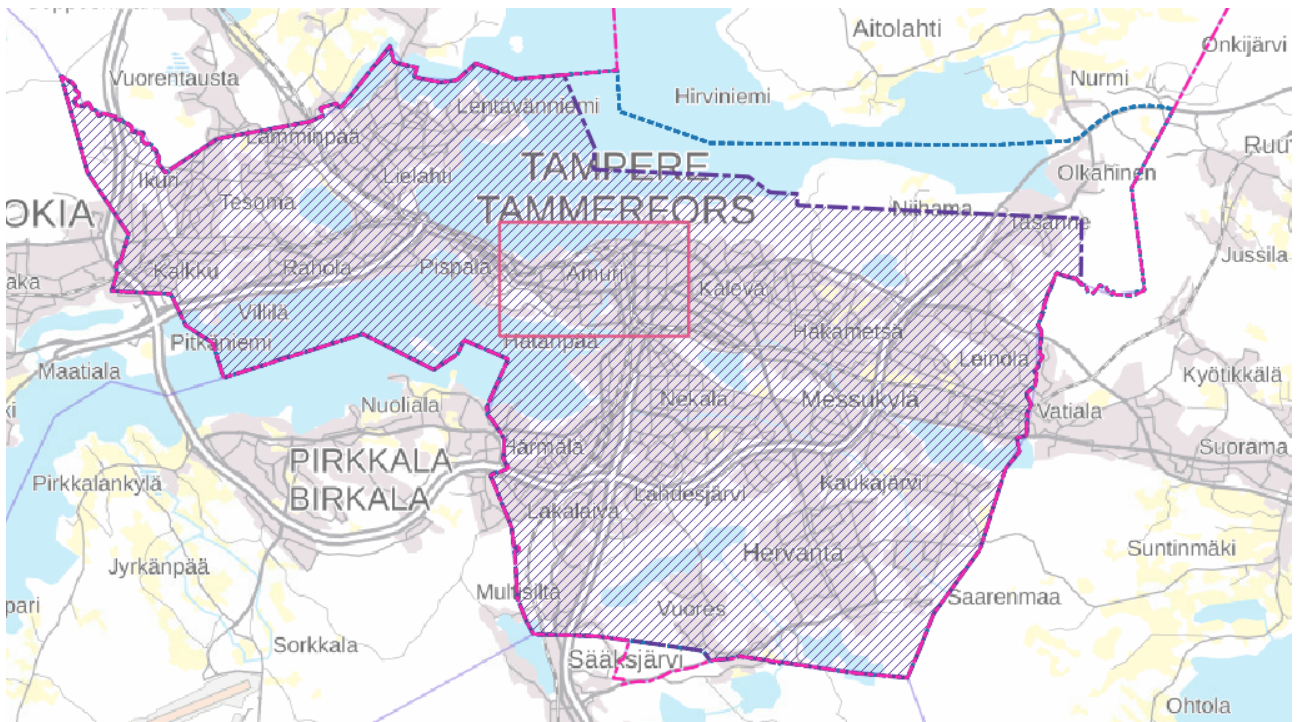 Aitolahti
Onkijärvi
Vuorentausta
Nurmi
Hirviniemi
Lentävänniemi
Lamminpää
Ruu
TAMPERE
Lielahti
Olkahinen
Ikuri
Tesoma
TAMMERFORS
Niihama
OKIA
Tasanne
Jussila
Kalkku
Rahola
Pispala
Amuri
aka
Kaleva
Villilä
Hakametsä
Pitkäniemi
Hatanpää
Leinola
Maatiala
Kyötikkälä
Nuoliala
Nekala
Messukylä
ki
Vatiala
Härmälä
Suorama
PIRKKALA
Pirkkalankylä
Kaukajärvi
BIRKALA
Lahdesjärvi
Lakalaiva
Suntinmäki
Hervanta
Jyrkänpää
Multisilta
Saarenmaa
pari
Vuores
Sorkkala
Sääksjärvi
Ohtola